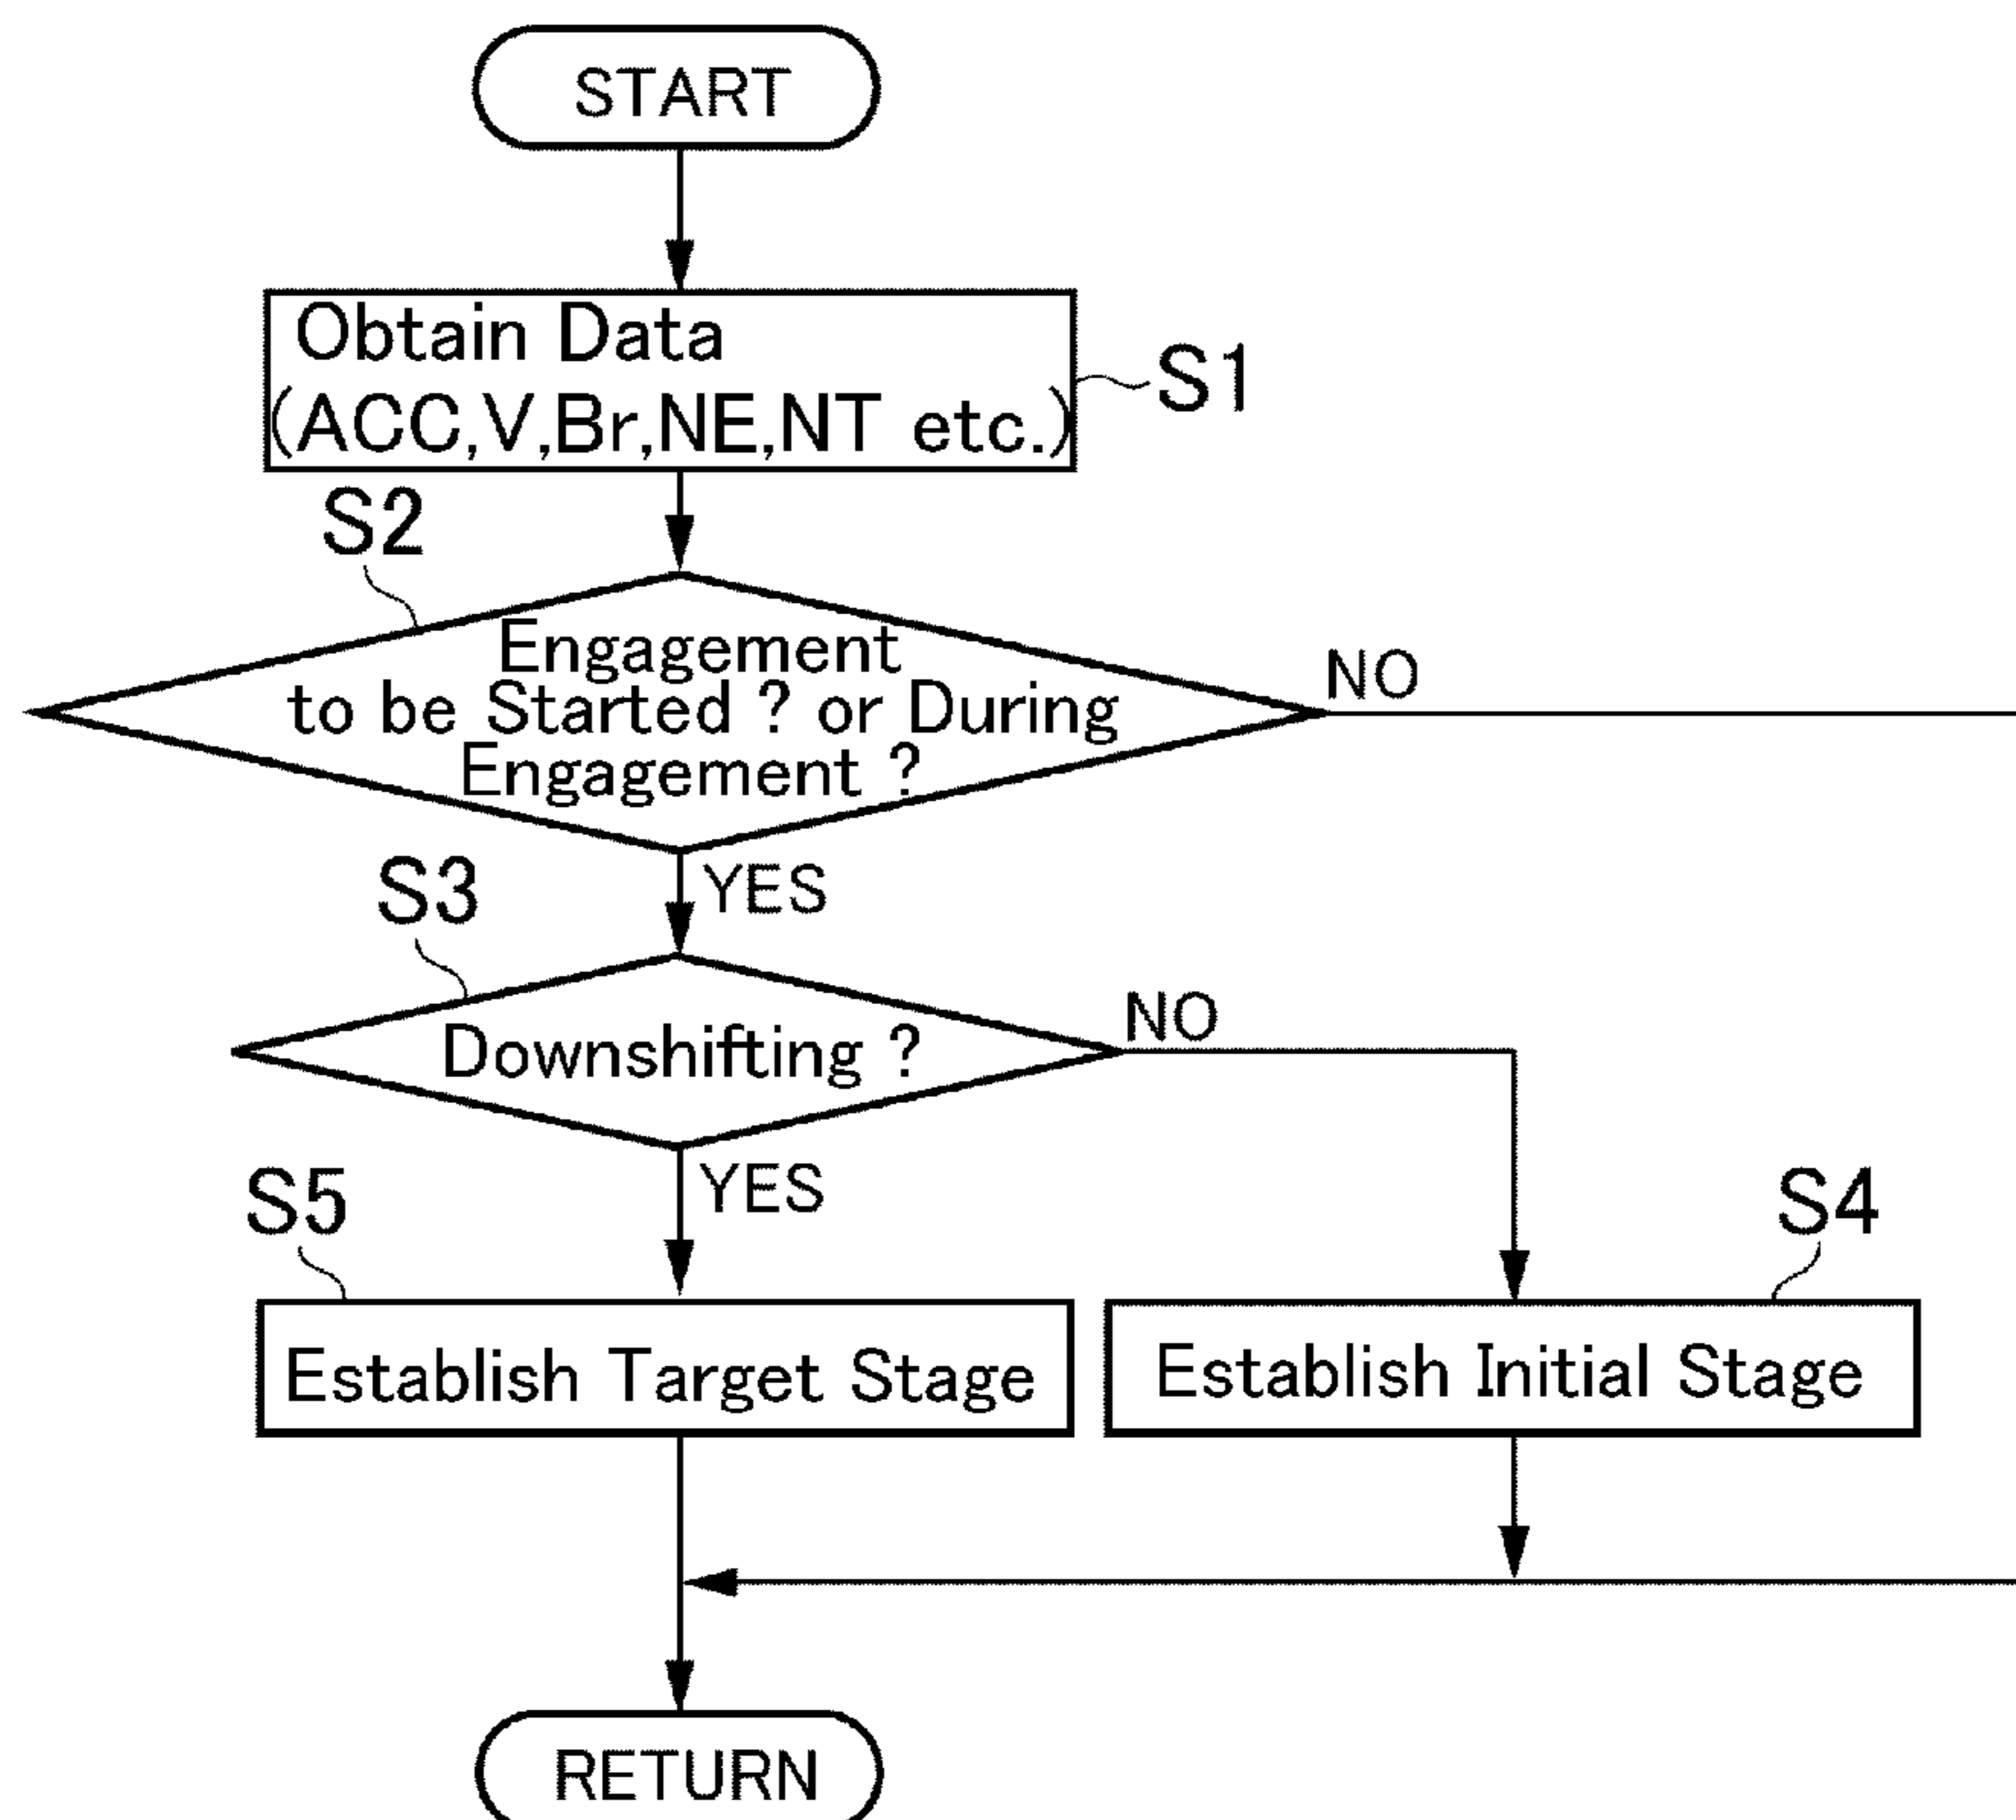 START
Obtain Data
(ACC,V,Br,NE,NT etc.)
S1
S2
Engagement
to be Started ? or During
Engagement ?
NO
YES
S3
Downshifting ?
NO
YES
S5
S4
Establish Target Stage
Establish Initial Stage
RETURN